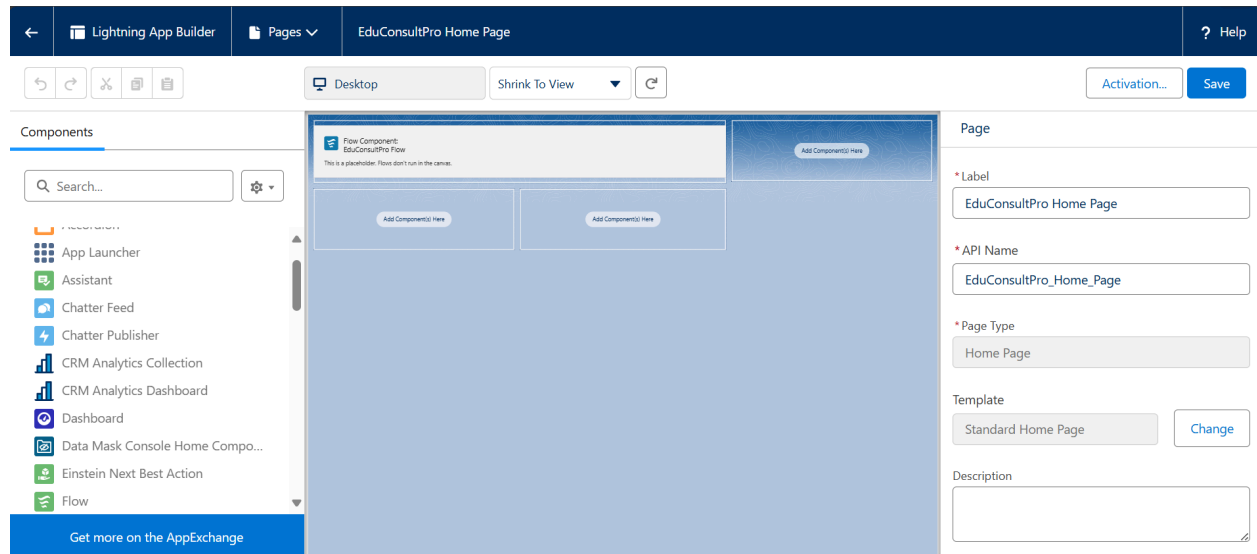 Lightning App Builder
Pages
EduConsultPro Home Page
? Help
Desktop
Shrink To View
Activation...
Save
Components
Search...
Accordion
App Launcher
Assistant
Chatter Feed
Chatter Publisher
CRM Analytics Collection
CRM Analytics Dashboard
Dashboard
Data Mask Console Home Compo...
Einstein Next Best Action
Flow
Get more on the AppExchange
Flow Component:
EduConsultPro Flow
This is a placeholder. Flows don't run in the canvas.
Add Component(s) Here
Add Component(s) Here
Add Component(s) Here
Page
*Label
EduConsultPro Home Page
*API Name
EduConsultPro_Home_Page
*Page Type
Home Page
Template
Standard Home Page
Change
Description